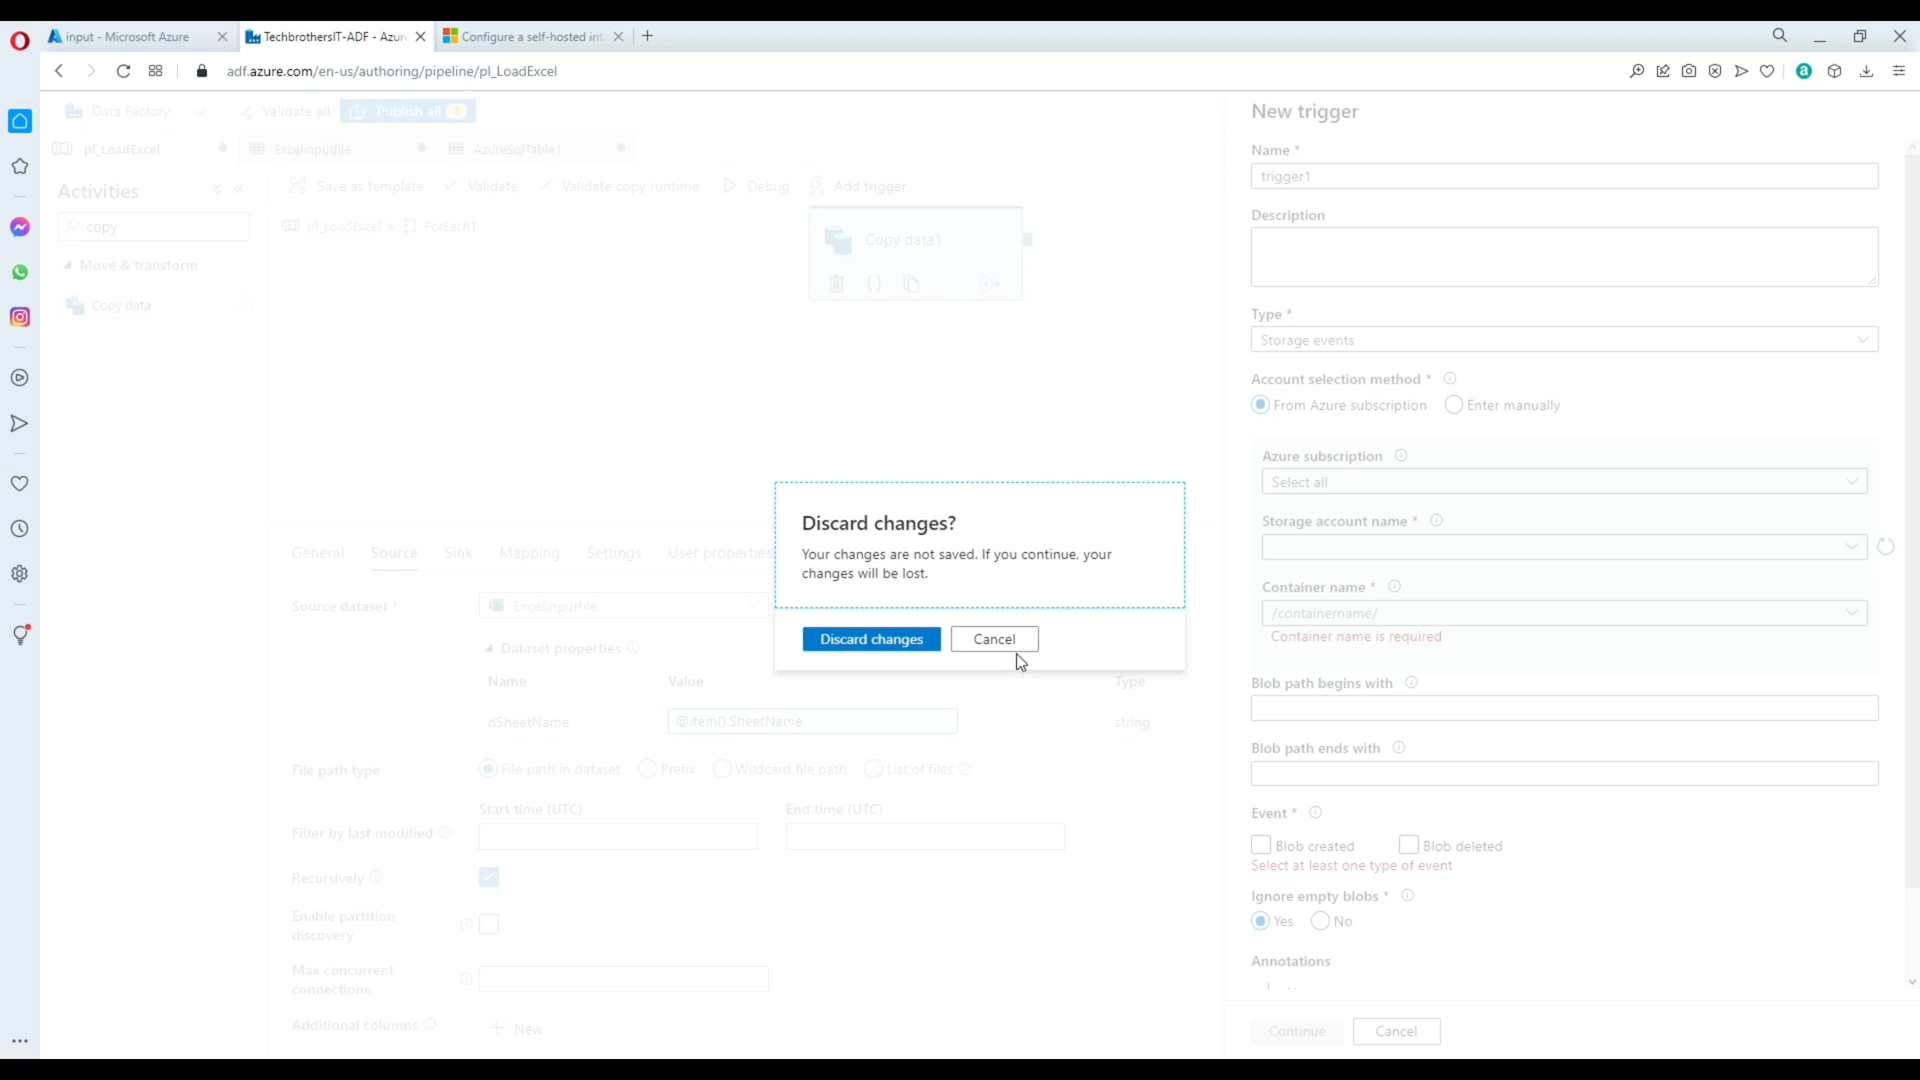 input - Microsoft Azure
TechbrothersIT-ADF - Azur
Configure a self-hosted int
adf.azure.com/en-us/authoring/pipeline/pl_LoadExcel
Data Factory
Validate all
Publish all 3
pl_LoadExcel
Excelinputfile
AzureSqlTable1
Activities
copy
Move & transform
Copy data
Save as template
Validate
Validate copy runtime
Debug
Add trigger
pl_LoadExcel > ForEach1
Copy data1
General Source Sink Mapping Settings User properties
Source dataset *
Excelinputfile
Dataset properties
Name Value Type
dSheetName @item().SheetName string
File path type
File path in dataset Prefix Wildcard file path List of files
Start time (UTC) End time (UTC)
Filter by last modified
Recursively
Enable partition
discovery
Max concurrent
connections
Additional columns
New
Discard changes?
Your changes are not saved. If you continue, your
changes will be lost.
Discard changes Cancel
New trigger
Name *
trigger1
Description
Type *
Storage events
Account selection method *
From Azure subscription Enter manually
Azure subscription
Select all
Storage account name *
Container name *
/containername/
Container name is required
Blob path begins with
Blob path ends with
Event *
Blob created Blob deleted
Select at least one type of event
Ignore empty blobs *
Yes No
Annotations
Continue Cancel